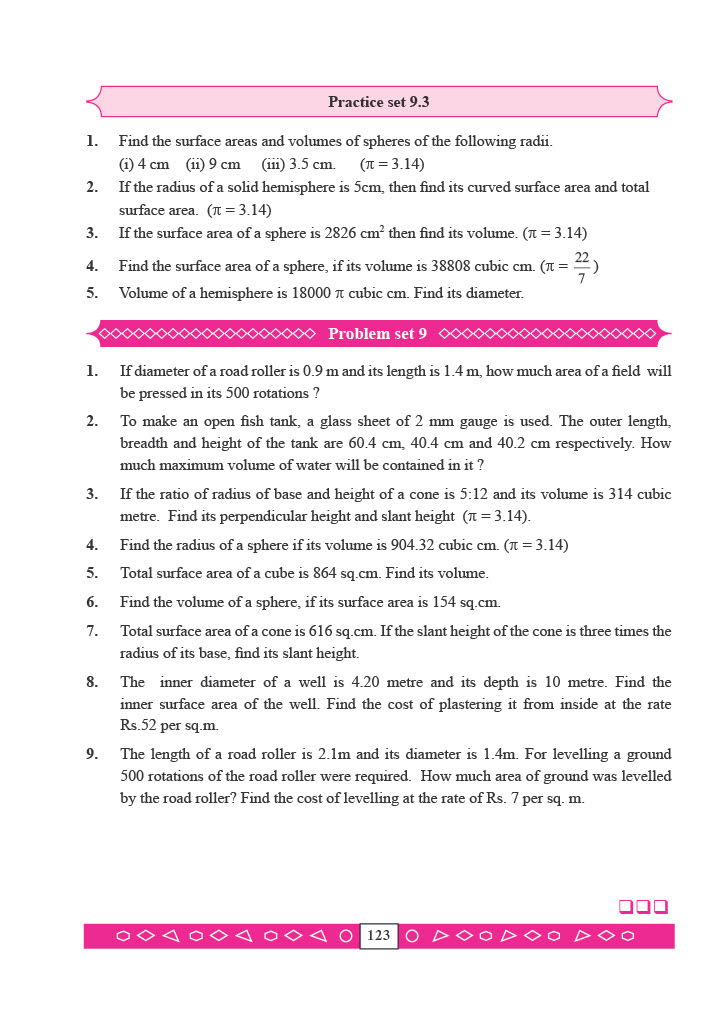 Practice set 9.3
1. Find the surface areas and volumes of spheres of the following radii.
(i) 4 cm (ii) 9 cm (iii) 3.5 cm. (π = 3.14)
2. If the radius of a solid hemisphere is 5cm, then find its curved surface area and total
surface area. (π = 3.14)
3. If the surface area of a sphere is 2826 cm² then find its volume. (π = 3.14)
4. Find the surface area of a sphere, if its volume is 38808 cubic cm. (π = 22/7)
5. Volume of a hemisphere is 18000 π cubic cm. Find its diameter.
Problem set 9
1. If diameter of a road roller is 0.9 m and its length is 1.4 m, how much area of a field will
be pressed in its 500 rotations ?
2. To make an open fish tank, a glass sheet of 2 mm gauge is used. The outer length,
breadth and height of the tank are 60.4 cm, 40.4 cm and 40.2 cm respectively. How
much maximum volume of water will be contained in it ?
3. If the ratio of radius of base and height of a cone is 5:12 and its volume is 314 cubic
metre. Find its perpendicular height and slant height (π = 3.14).
4. Find the radius of a sphere if its volume is 904.32 cubic cm. (π = 3.14)
5. Total surface area of a cube is 864 sq.cm. Find its volume.
6. Find the volume of a sphere, if its surface area is 154 sq.cm.
7. Total surface area of a cone is 616 sq.cm. If the slant height of the cone is three times the
radius of its base, find its slant height.
8. The inner diameter of a well is 4.20 metre and its depth is 10 metre. Find the
inner surface area of the well. Find the cost of plastering it from inside at the rate
Rs.52 per sq.m.
9. The length of a road roller is 2.1m and its diameter is 1.4m. For levelling a ground
500 rotations of the road roller were required. How much area of ground was levelled
by the road roller? Find the cost of levelling at the rate of Rs. 7 per sq. m.
123